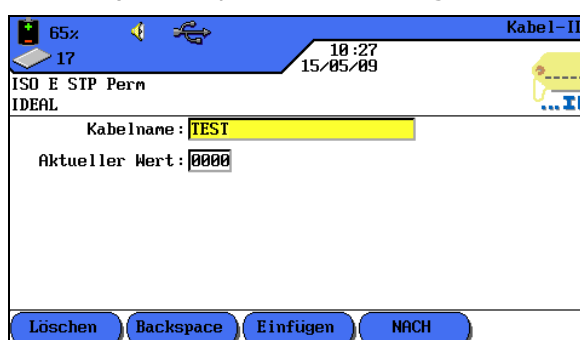 65%
Kabel-II
17
10:27
15/05/09
ISO E STP Perm
IDEAL
Kabelname: TEST
Aktueller Wert: 0000
Löschen Backspace Einfügen NACH